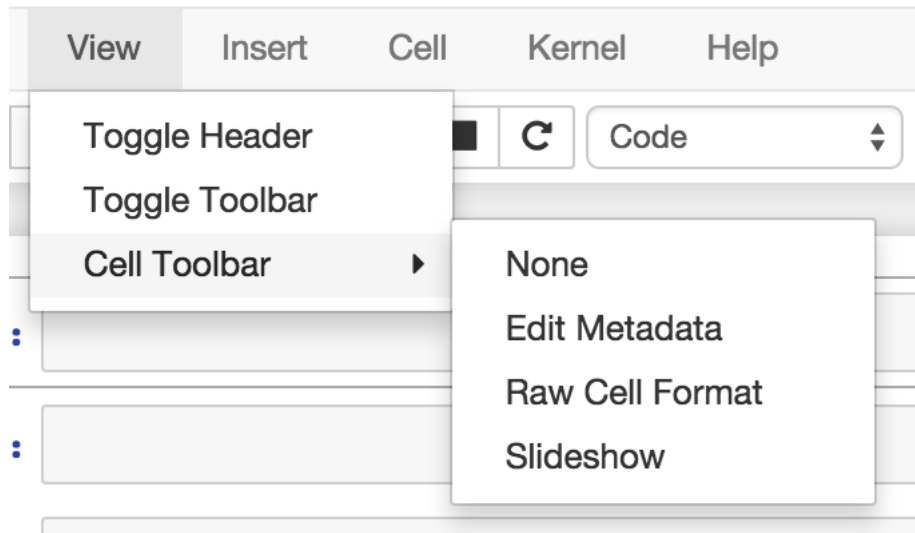 View Insert Cell Kernel Help
Toggle Header
Code
Toggle Toolbar
Cell Toolbar
None
Edit Metadata
Raw Cell Format
Slideshow